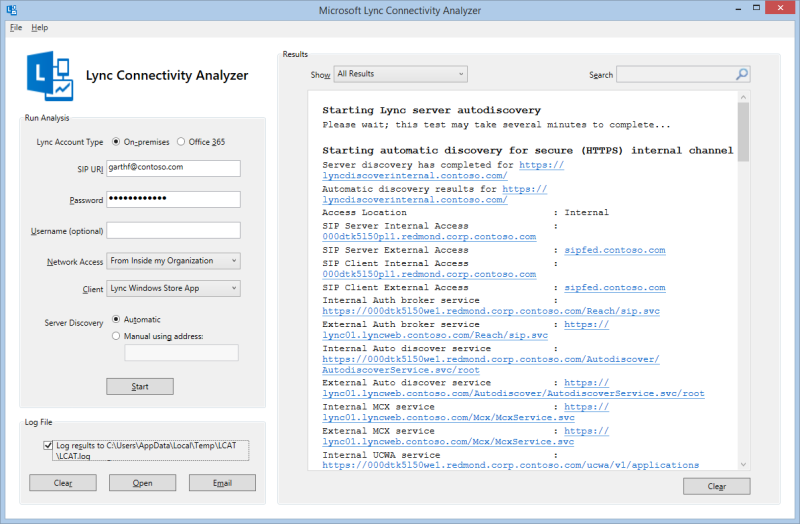 Microsoft Lync Connectivity Analyzer
File Help
Lync Connectivity Analyzer
Run Analysis
Lync Account Type On-premises Office 365
SIP URI garthf@contoso.com
Password ••••••••••••
Username (optional)
Network Access From Inside my Organization
Client Lync Windows Store App
Server Discovery Automatic
Manual using address:
Start
Log File
Log results to C:\Users\AppData\Local\Temp\LCAT
\LCAT.log
Clear Open Email
Results
Show All Results Search
Starting Lync server autodiscovery
Please wait; this test may take several minutes to complete...
Starting automatic discovery for secure (HTTPS) internal channel
Server discovery has completed for https://
lyncdiscoverinternal.contoso.com/
Automatic discovery results for https://
lyncdiscoverinternal.contoso.com/
Access Location : Internal
SIP Server Internal Access :
000dtk5150pl1.redmond.corp.contoso.com
SIP Server External Access : sipfed.contoso.com
SIP Client Internal Access :
000dtk5150pl1.redmond.corp.contoso.com
SIP Client External Access : sipfed.contoso.com
Internal Auth broker service :
https://000dtk5150we1.redmond.corp.contoso.com/Reach/sip.svc
External Auth broker service : https://
lync01.lyncweb.contoso.com/Reach/sip.svc
Internal Auto discover service :
https://000dtk5150we1.redmond.corp.contoso.com/Autodiscover/
AutodiscoverService.svc/root
External Auto discover service : https://
lync01.lyncweb.contoso.com/Autodiscover/AutodiscoverService.svc/root
Internal MCX service : https://
lync01.lyncweb.contoso.com/Mcx/McxService.svc
External MCX service : https://
lync01.lyncweb.contoso.com/Mcx/McxService.svc
Internal UCWA service :
https://000dtk5150we1.redmond.corp.contoso.com/ucwa/v1/applications
Clear